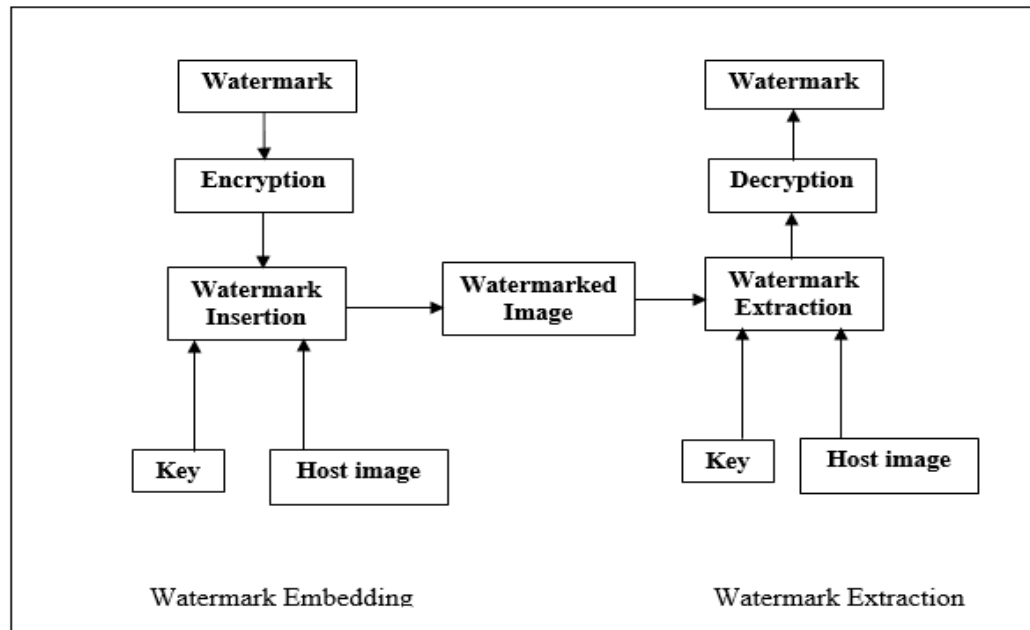 Watermark
Encryption
Watermark
Insertion
Key
Host image
Watermarked
Image
Watermark
Decryption
Watermark
Extraction
Key
Host image
Watermark Embedding
Watermark Extraction